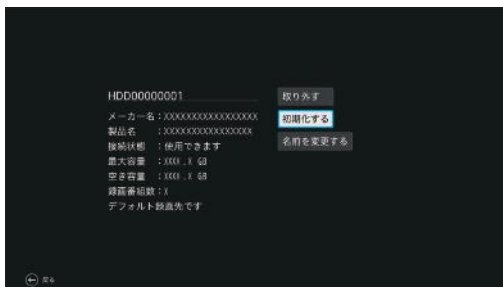 HDD00000001
メーカー名：XXXXXXXXXXXXXXXXX
製品名　：XXXXXXXXXXXXXXXX
接続状態　：使用できます
最大容量　：XXXX．X GB
空き容量　：XXXX．X GB
録画番組数：X
デフォルト録画先です
取り外す
初期化する
名前を変更する
戻る